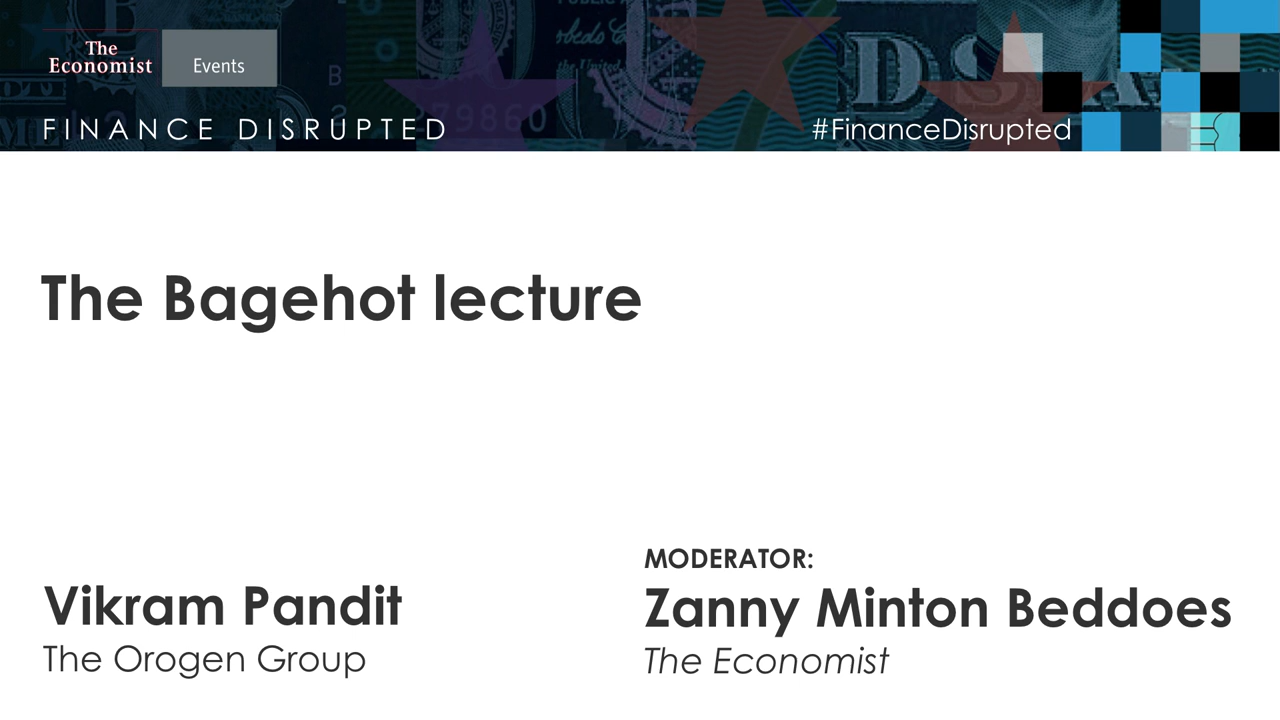 The
Economist
Events
FINANCE DISRUPTED
#FinanceDisrupted
The Bagehot lecture
Vikram Pandit
The Orogen Group
MODERATOR:
Zanny Minton Beddoes
The Economist